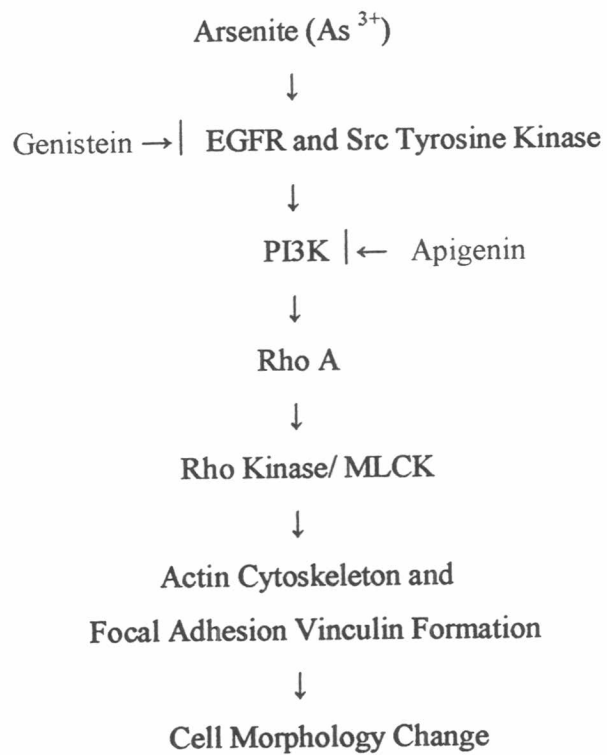 Arsenite (As 3+)
↓
Genistein →| EGFR and Src Tyrosine Kinase
↓
PI3K |← Apigenin
↓
Rho A
↓
Rho Kinase/ MLCK
↓
Actin Cytoskeleton and
Focal Adhesion Vinculin Formation
↓
Cell Morphology Change